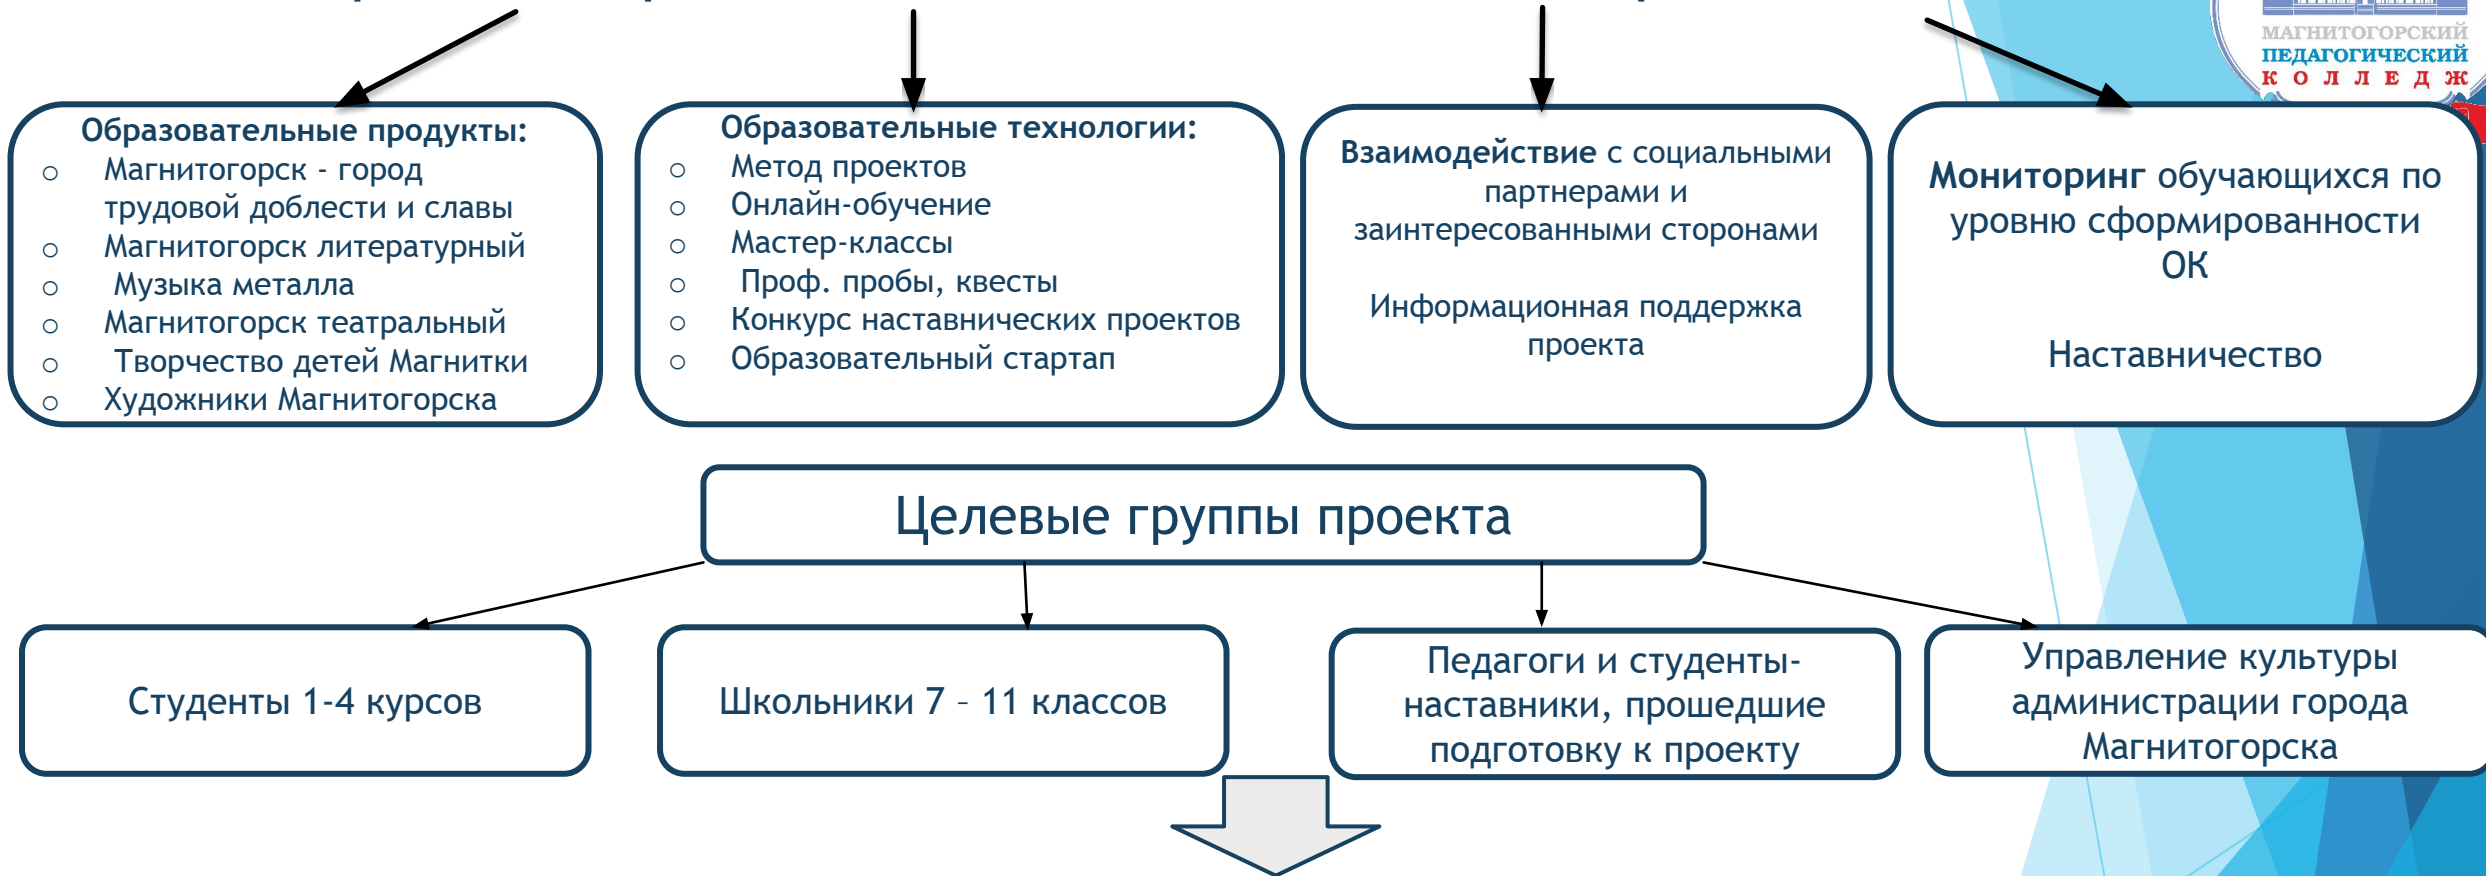 МАГНИТОГОРСКИЙ
ПЕДАГОГИЧЕСКИЙ
КОЛЛЕДЖ
Образовательные продукты:
o Магнитогорск - город
трудовой доблести и славы
o Магнитогорск литературный
o Музыка металла
o Магнитогорск театральный
o Творчество детей Магнитки
o Художники Магнитогорска
Образовательные технологии:
o Метод проектов
o Онлайн-обучение
o Мастер-классы
o Проф. пробы, квесты
o Конкурс наставнических проектов
o Образовательный стартап
Взаимодействие с социальными
партнерами и
заинтересованными сторонами
Информационная поддержка
проекта
Мониторинг обучающихся по
уровню сформированности
ОК
Наставничество
Целевые группы проекта
Студенты 1-4 курсов
Школьники 7 – 11 классов
Педагоги и студенты-
наставники, прошедшие
подготовку к проекту
Управление культуры
администрации города
Магнитогорска